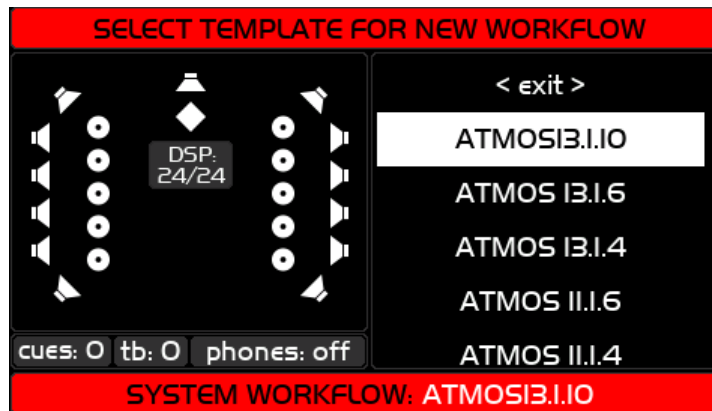 SELECT TEMPLATE FOR NEW WORKFLOW
DSP:
24/24
cues: 0 tb: 0 phones: off
< exit >
ATMOS13.1.10
ATMOS 13.1.6
ATMOS 13.1.4
ATMOS 11.1.6
ATMOS 11.1.4
SYSTEM WORKFLOW: ATMOS13.1.10